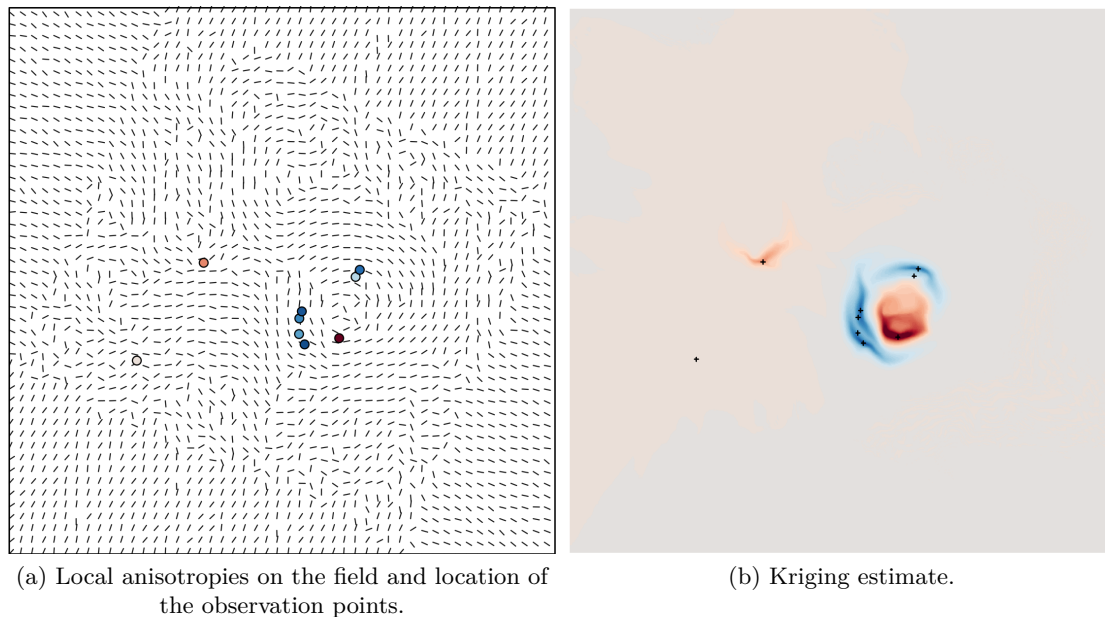 (a) Local anisotropies on the field and location of
the observation points.
(b) Kriging estimate.